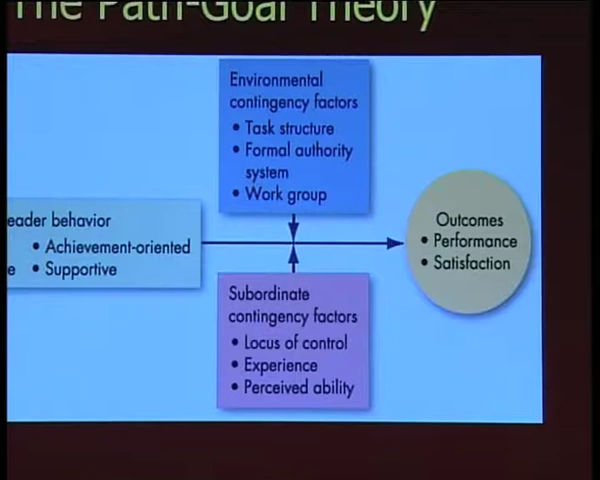 The Path-Goal Theory
Environmental
contingency factors
• Task structure
• Formal authority
system
• Work group
eader behavior
• Achievement-oriented
e • Supportive
Outcomes
• Performance
• Satisfaction
Subordinate
contingency factors
• Locus of control
• Experience
• Perceived ability